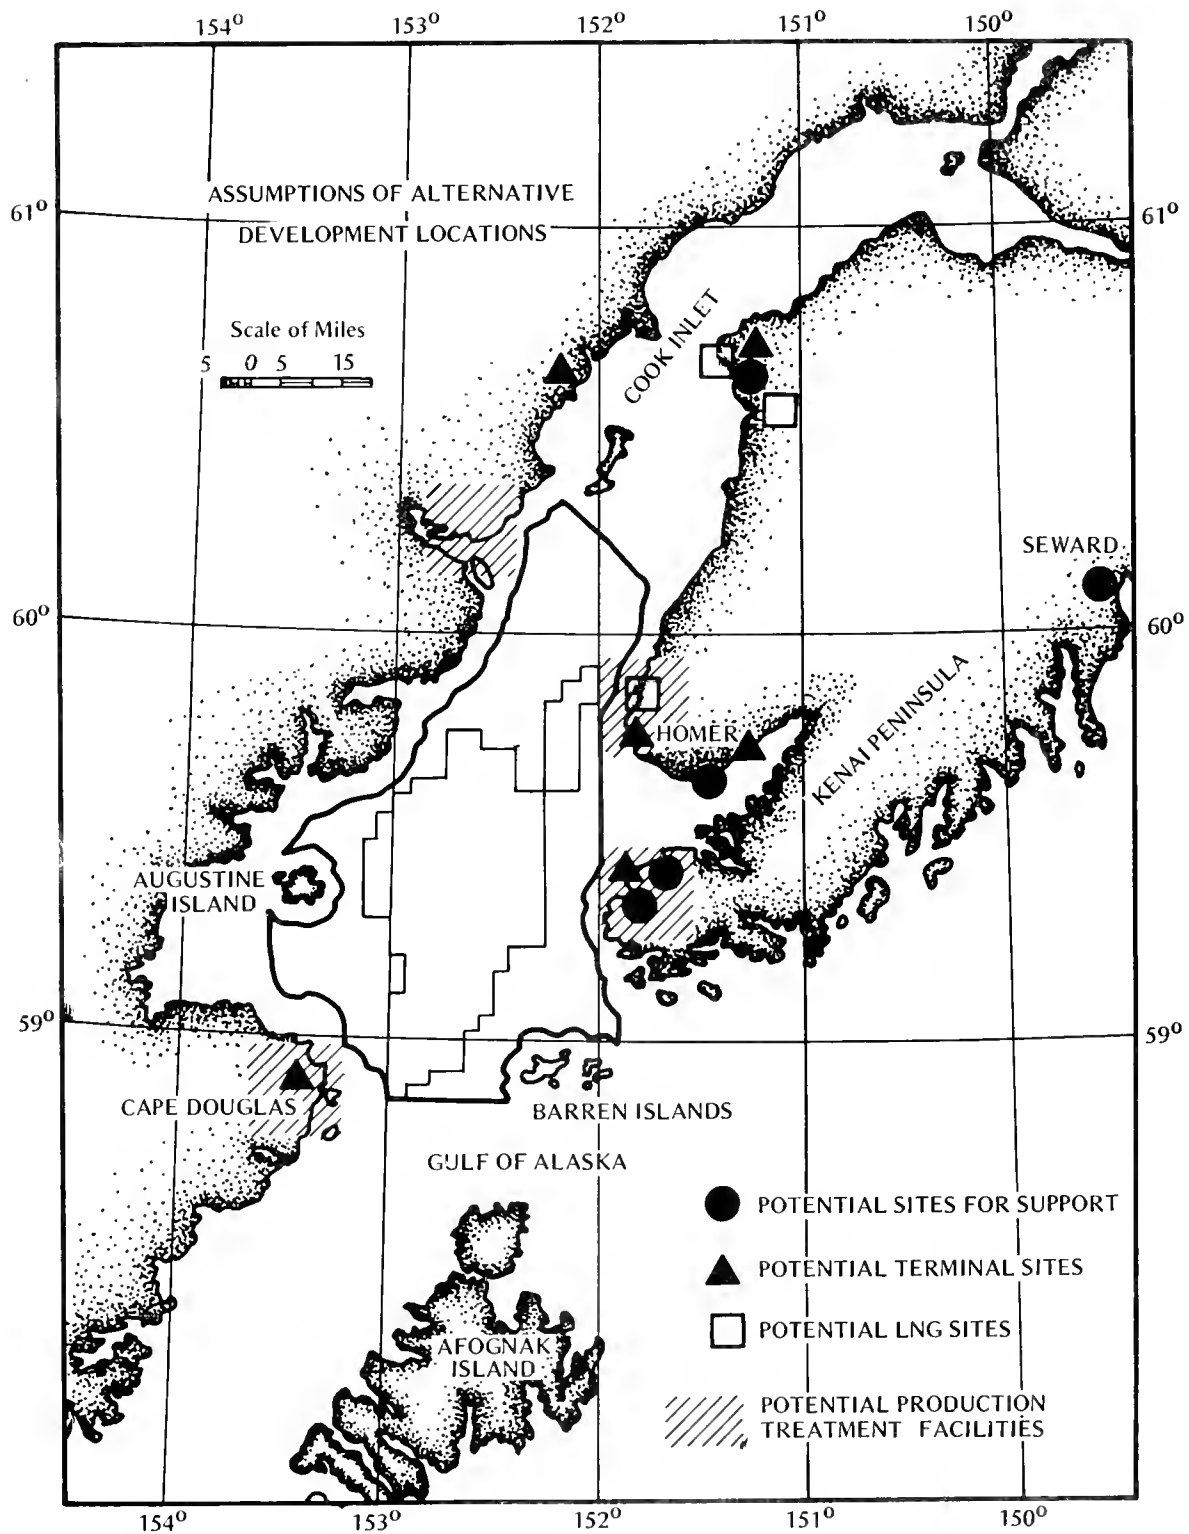 154° 153° 152° 151° 150°
61° 61°
ASSUMPTIONS OF ALTERNATIVE
DEVELOPMENT LOCATIONS
Scale of Miles
5 0 5 15
COOK INLET
SEWARD
60° 60°
HOMER
KENAI PENINSULA
AUGUSTINE
ISLAND
59° 59°
CAPE DOUGLAS
BARREN ISLANDS
GULF OF ALASKA
POTENTIAL SITES FOR SUPPORT
POTENTIAL TERMINAL SITES
POTENTIAL LNG SITES
AFOGNAK
ISLAND
POTENTIAL PRODUCTION
TREATMENT FACILITIES
154° 153° 152° 151° 150°